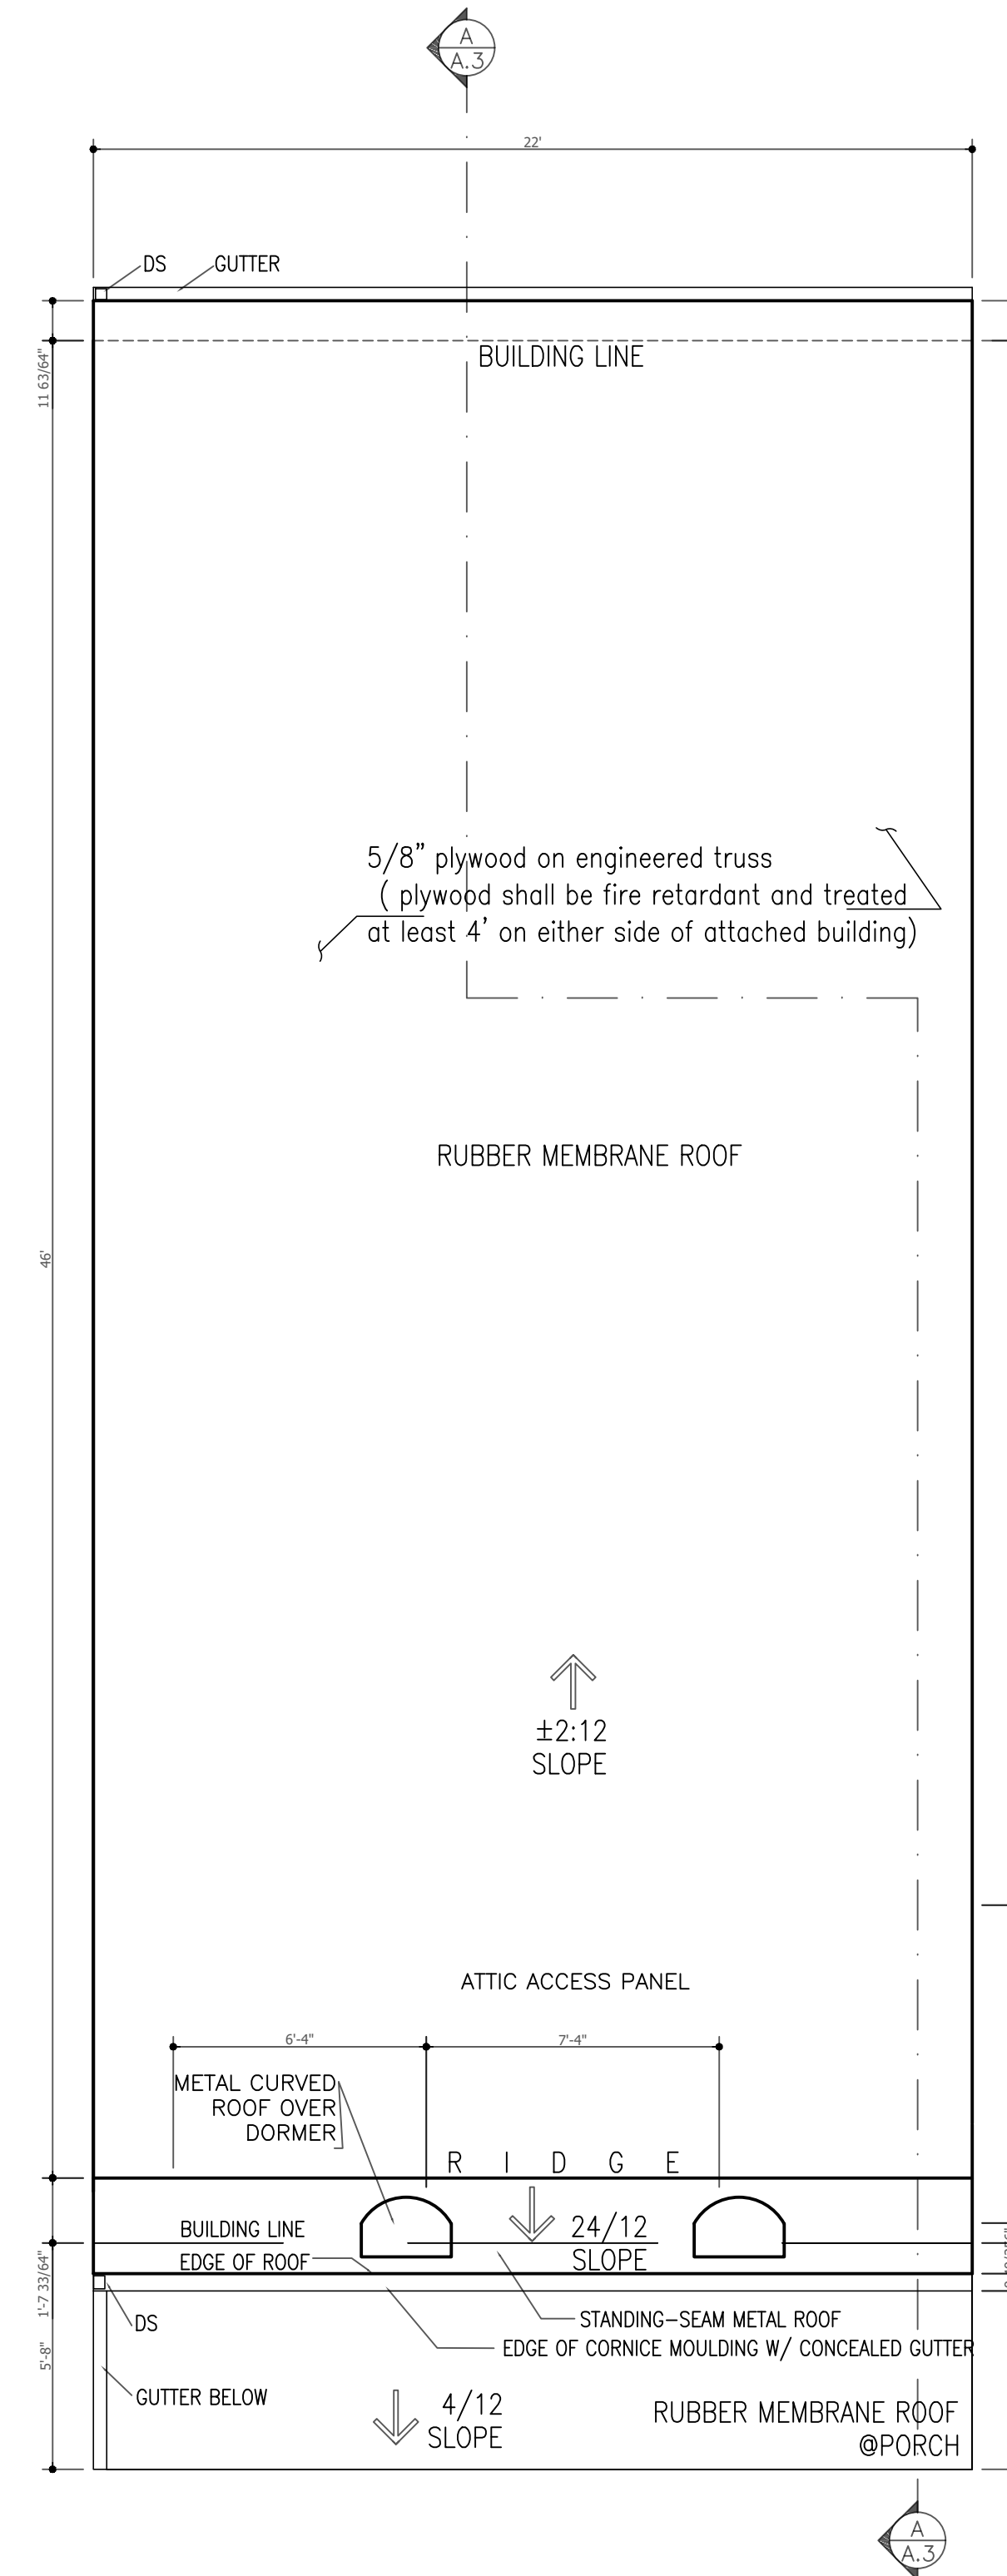 A
A.3
22'
DS
GUTTER
11 63/64"
BUILDING LINE
5/8” plywood on engineered truss
( plywood shall be fire retardant and treated
at least 4’ on either side of attached building)
RUBBER MEMBRANE ROOF
46'
±2:12
SLOPE
ATTIC ACCESS PANEL
6'-4"
7'-4"
METAL CURVED
ROOF OVER
DORMER
R I D G E
BUILDING LINE
24/12
SLOPE
EDGE OF ROOF
1'-7 33/64"
DS
STANDING-SEAM METAL ROOF
EDGE OF CORNICE MOULDING W/ CONCEALED GUTTER
5'-8"
GUTTER BELOW
4/12
SLOPE
RUBBER MEMBRANE ROOF
@PORCH
A
A.3